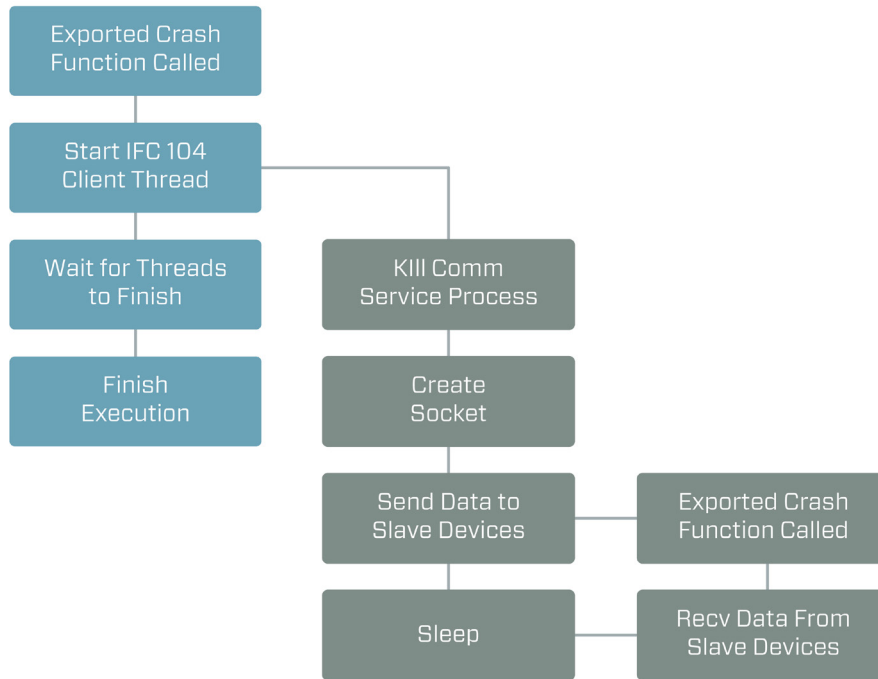 Exported Crash
Function Called
Start IFC 104
Client Thread
Wait for Threads
to Finish
Finish
Execution
KIll Comm
Service Process
Create
Socket
Send Data to
Slave Devices
Exported Crash
Function Called
Sleep
Recv Data From
Slave Devices